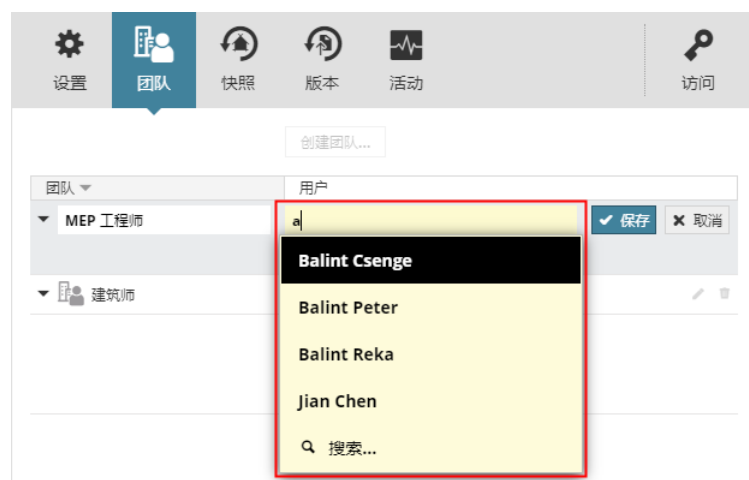 设置 团队 快照 版本 活动 访问
创建团队...
团队 用户
MEP 工程师 a 保存 取消
Balint Csenge
建筑师
Balint Peter
Balint Reka
Jian Chen
搜索...